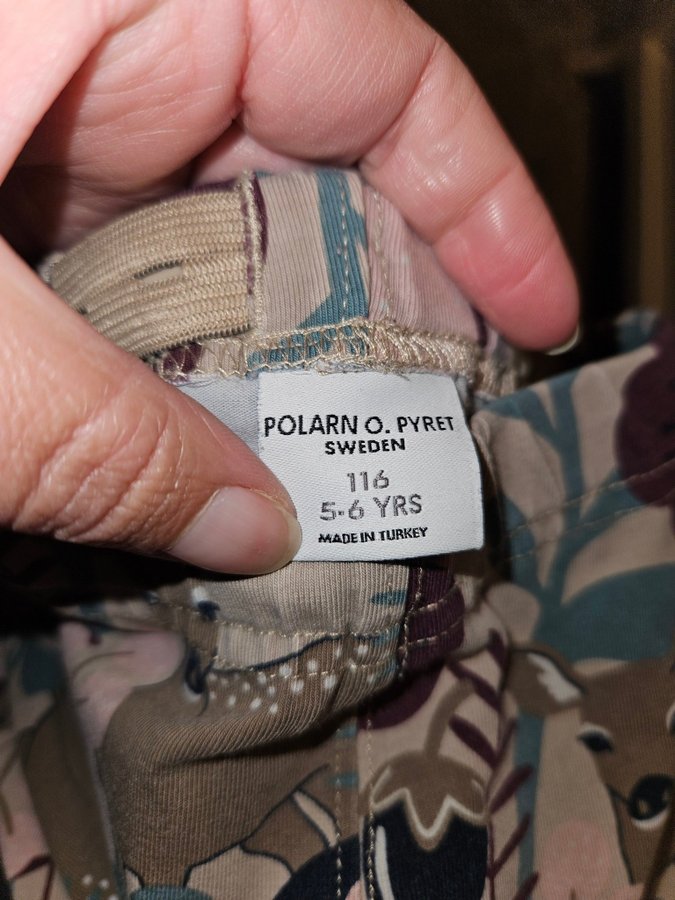 POLARN O. PYRET
SWEDEN
116
5-6 YRS
MADE IN TURKEY